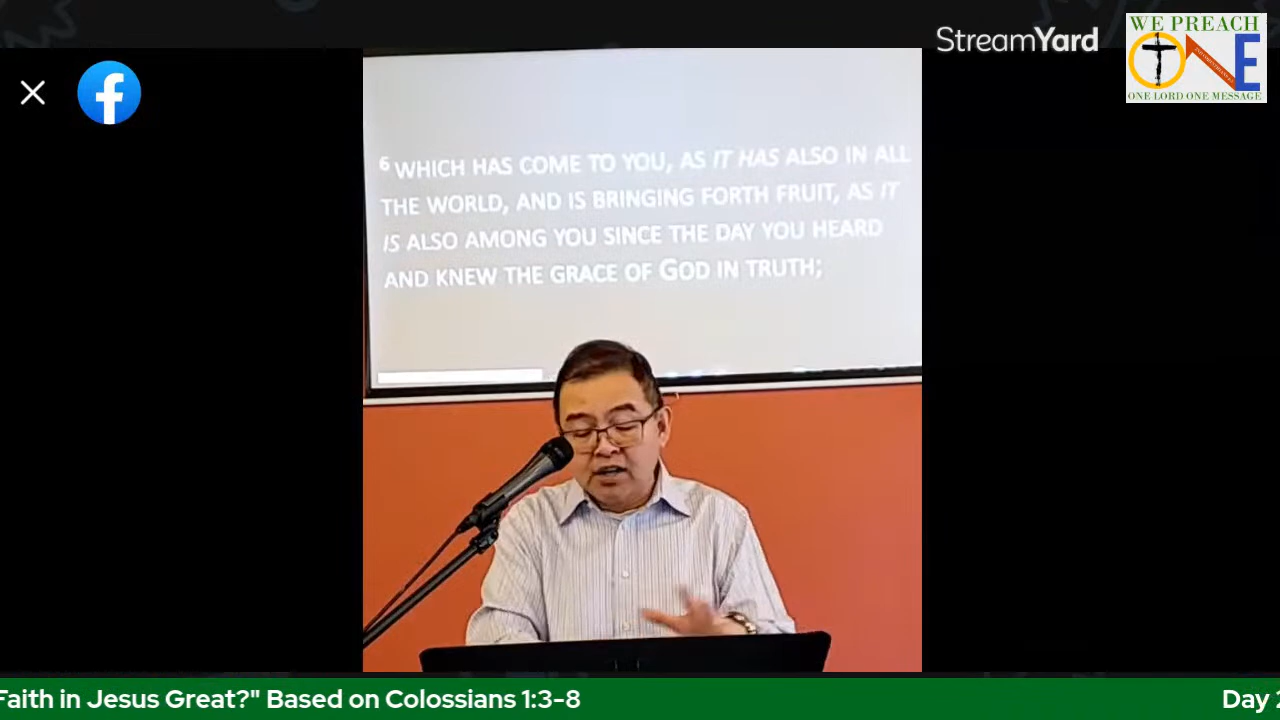 StreamYard
WE PREACH
ONE
ONE LORD ONE MESSAGE
6 WHICH HAS COME TO YOU, AS IT HAS ALSO IN ALL
THE WORLD, AND IS BRINGING FORTH FRUIT, AS IT
IS ALSO AMONG YOU SINCE THE DAY YOU HEARD
AND KNEW THE GRACE OF GOD IN TRUTH;
Faith in Jesus Great?" Based on Colossians 1:3-8
Day